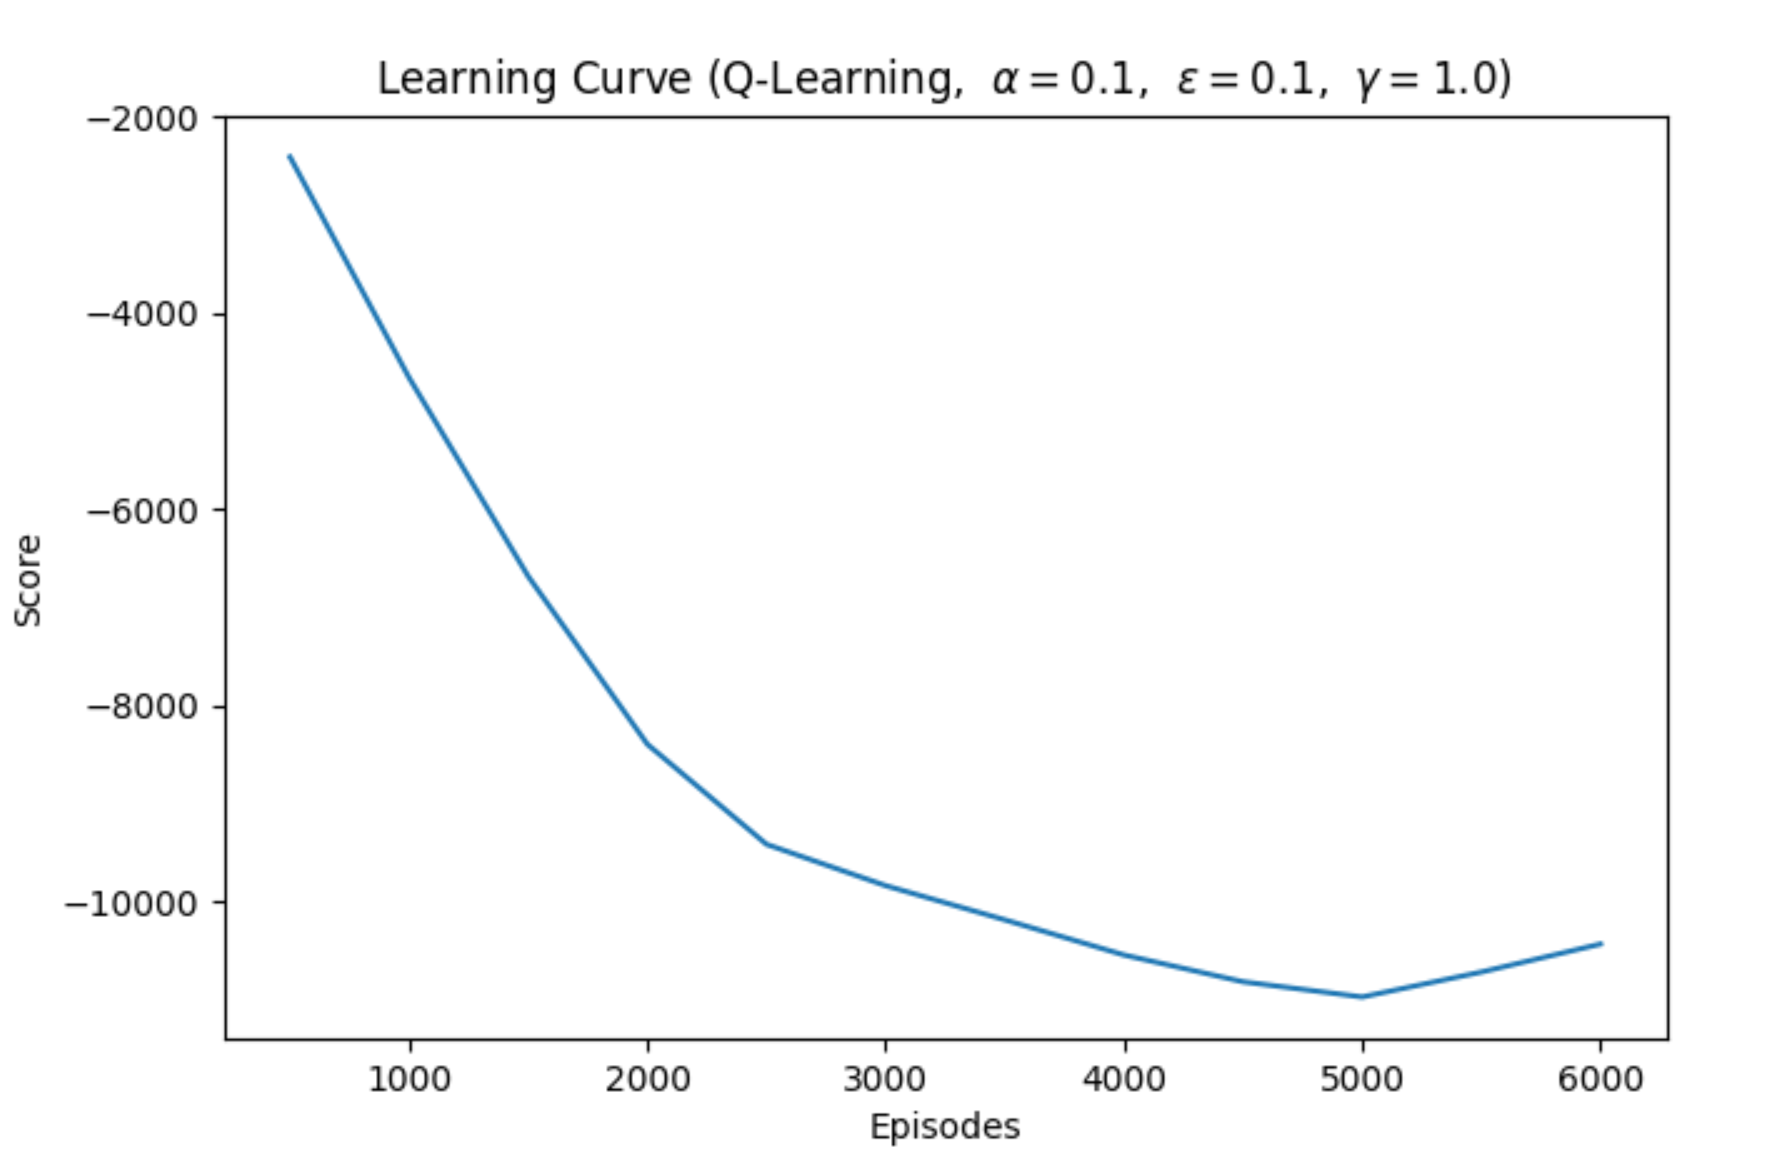 Learning Curve (Q-Learning, α = 0.1, ε = 0.1, γ = 1.0)
−2000
−4000
−6000
−8000
−10000
Score
1000 2000 3000 4000 5000 6000
Episodes